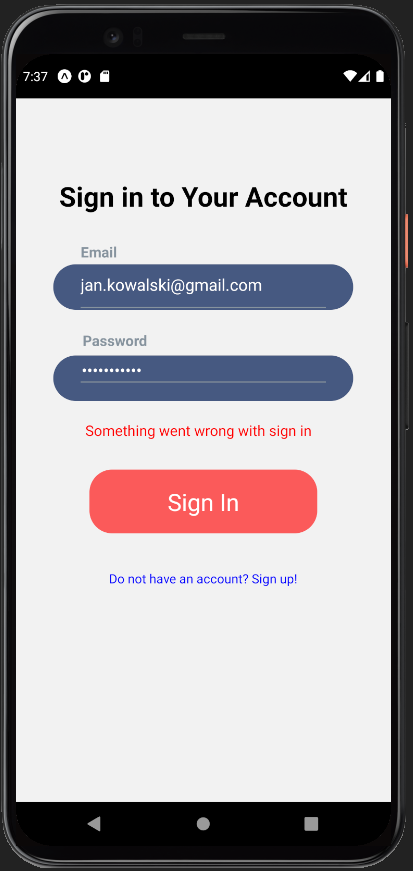 7:37
Sign in to Your Account
Email
jan.kowalski@gmail.com
Password
•••••••••••
Something went wrong with sign in
Sign In
Do not have an account? Sign up!